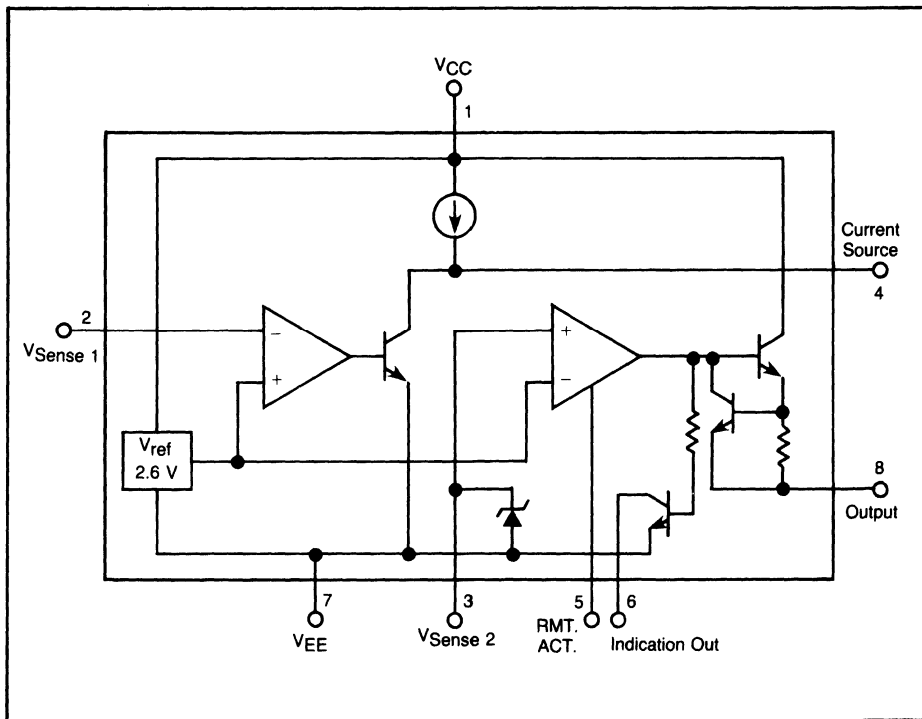 VCC
1
Current
Source
4
2
VSense 1
-
+
+
-
Vref
2.6 V
8
Output
7
VEE
3
VSense 2
5
RMT.
ACT.
6
Indication Out